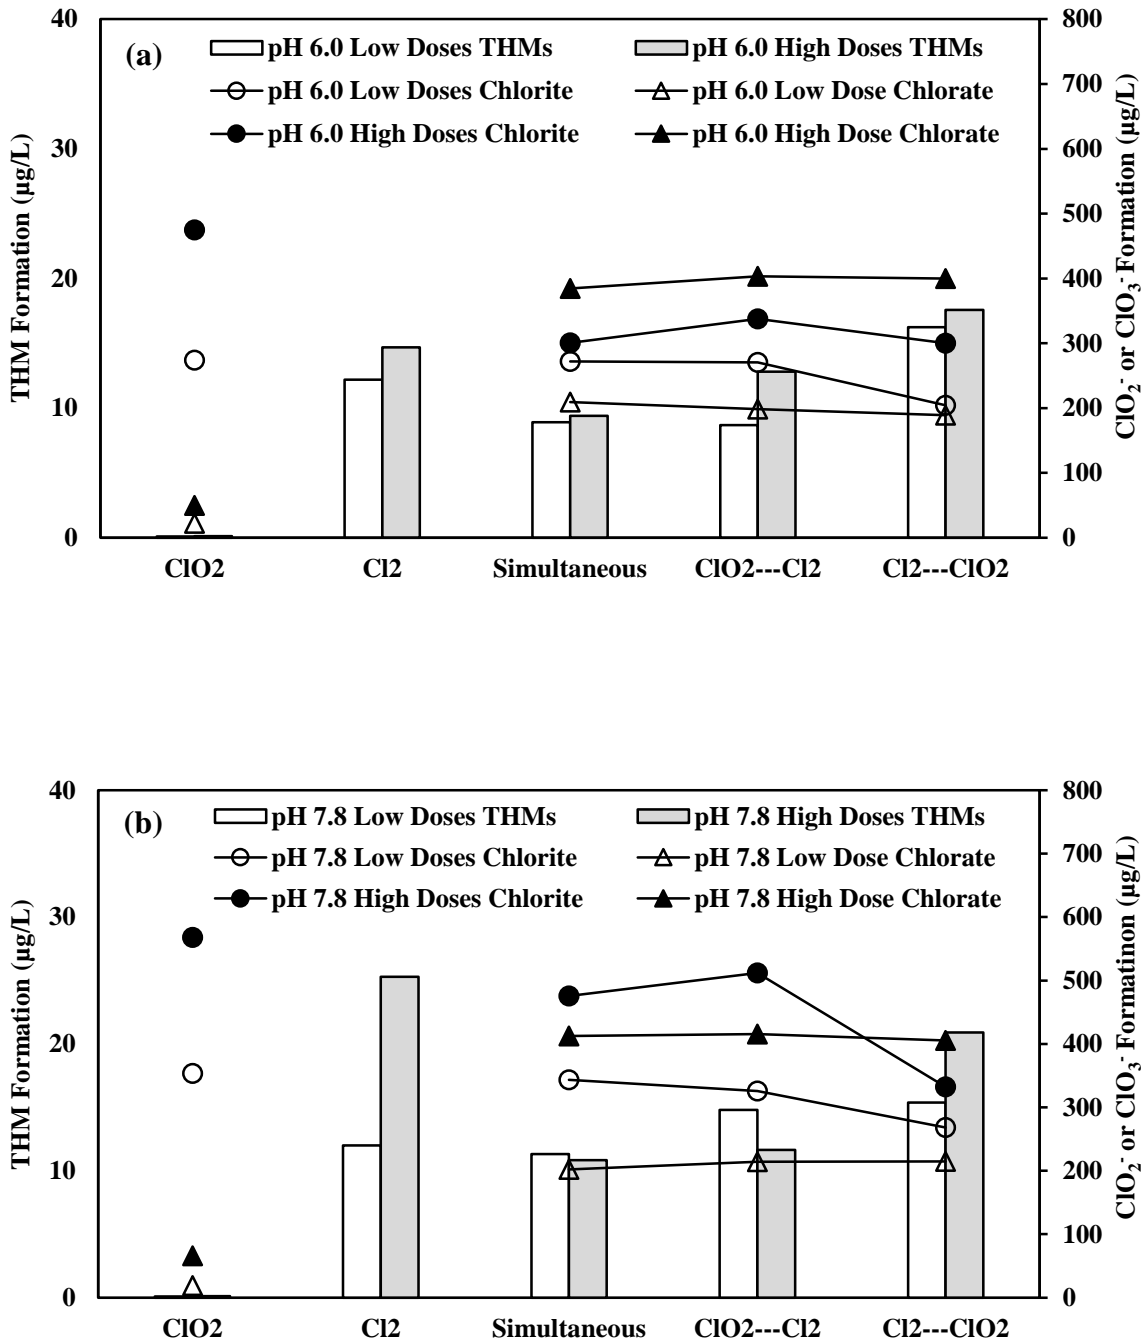 (a)
pH 6.0 Low Doses THMs
pH 6.0 High Doses THMs
pH 6.0 Low Doses Chlorite
pH 6.0 Low Dose Chlorate
pH 6.0 High Doses Chlorite
pH 6.0 High Dose Chlorate
THM Formation (µg/L)
40
30
20
10
0
ClO₂⁻ or ClO₃⁻ Formation (µg/L)
800
700
600
500
400
300
200
100
0
ClO2
Cl2
Simultaneous
ClO2---Cl2
Cl2---ClO2
(b)
pH 7.8 Low Doses THMs
pH 7.8 High Doses THMs
pH 7.8 Low Doses Chlorite
pH 7.8 Low Dose Chlorate
pH 7.8 High Doses Chlorite
pH 7.8 High Dose Chlorate
THM Formation (µg/L)
40
30
20
10
0
ClO₂⁻ or ClO₃⁻ Formatinon (µg/L)
800
700
600
500
400
300
200
100
0
ClO2
Cl2
Simultaneous
ClO2---Cl2
Cl2---ClO2